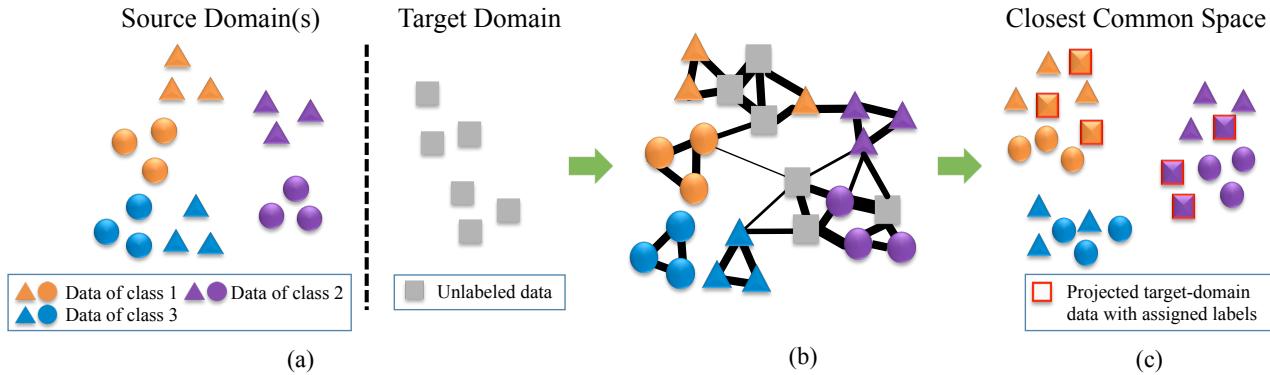 Source Domain(s)
Target Domain
Closest Common Space
Data of class 1
Data of class 2
Data of class 3
Unlabeled data
Projected target-domain
data with assigned labels
(a)
(b)
(c)